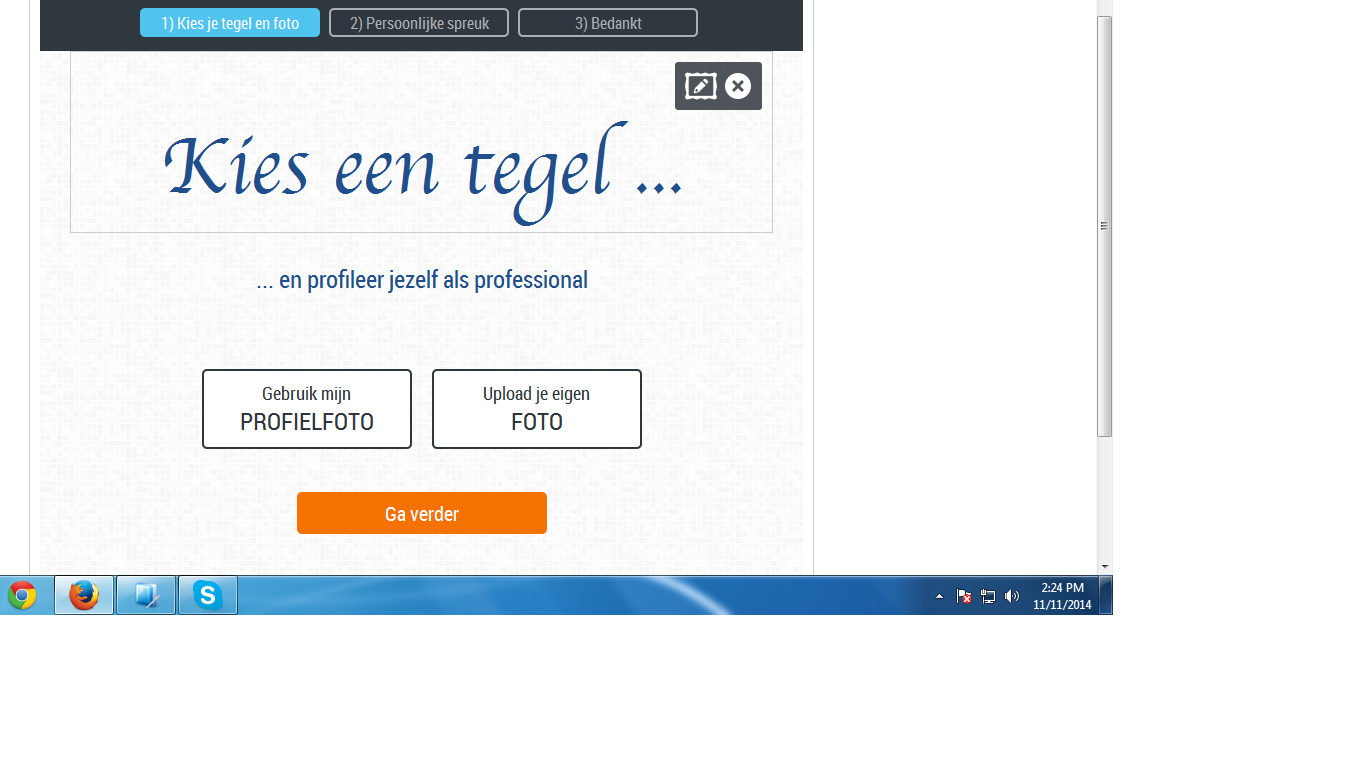 1) Kies je tegel en foto
2) Persoonlijke spreuk
3) Bedankt
Kies een tegel ...
... en profileer jezelf als professional
Gebruik mijn
PROFIELFOTO
Upload je eigen
FOTO
Ga verder
S
2:24 PM
11/11/2014